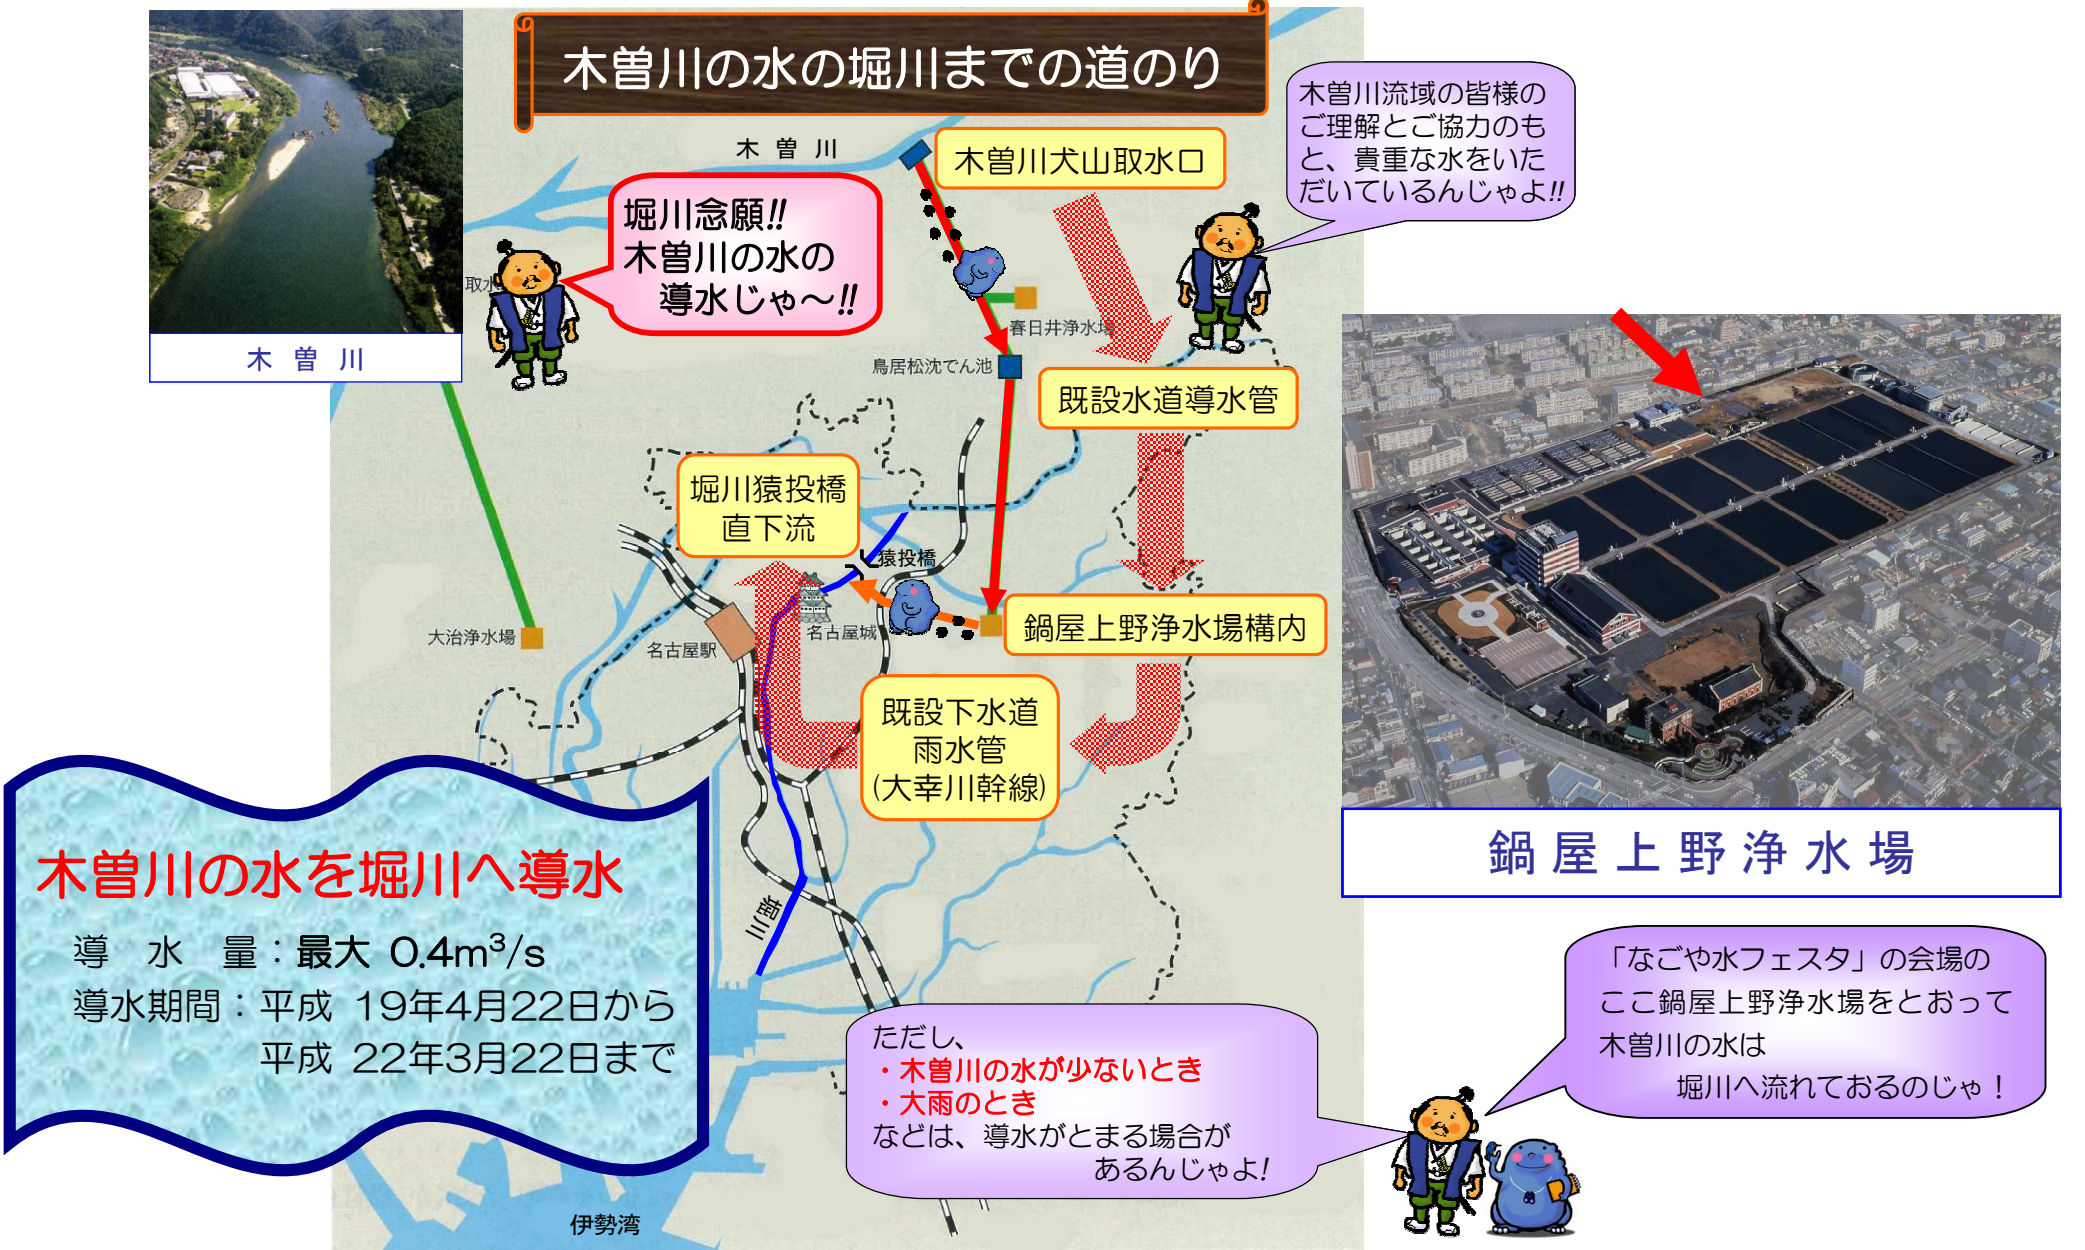 木曽川の水の堀川までの道のり
木曽川
木曽川
木曽川犬山取水口
木曽川流域の皆様の
ご理解とご協力のも
と、貴重な水をいた
だいているんじゃよ!!
堀川念願!!
木曽川の水の
導水じゃ～!!
取水
春日井浄水場
鳥居松沈でん池
既設水道導水管
堀川猿投橋
直下流
猿投橋
鍋屋上野浄水場構内
大治浄水場
名古屋駅
名古屋城
既設下水道
雨水管
(大幸川幹線)
鍋屋上野浄水場
木曽川の水を堀川へ導水
導水量：最大 0.4m³/s
導水期間：平成 19年4月22日から
平成 22年3月22日まで
堀川
「なごや水フェスタ」の会場の
ここ鍋屋上野浄水場をとおって
木曽川の水は
堀川へ流れておるのじゃ！
ただし、
・木曽川の水が少ないとき
・大雨のとき
などは、導水がとまる場合が
あるんじゃよ!
伊勢湾